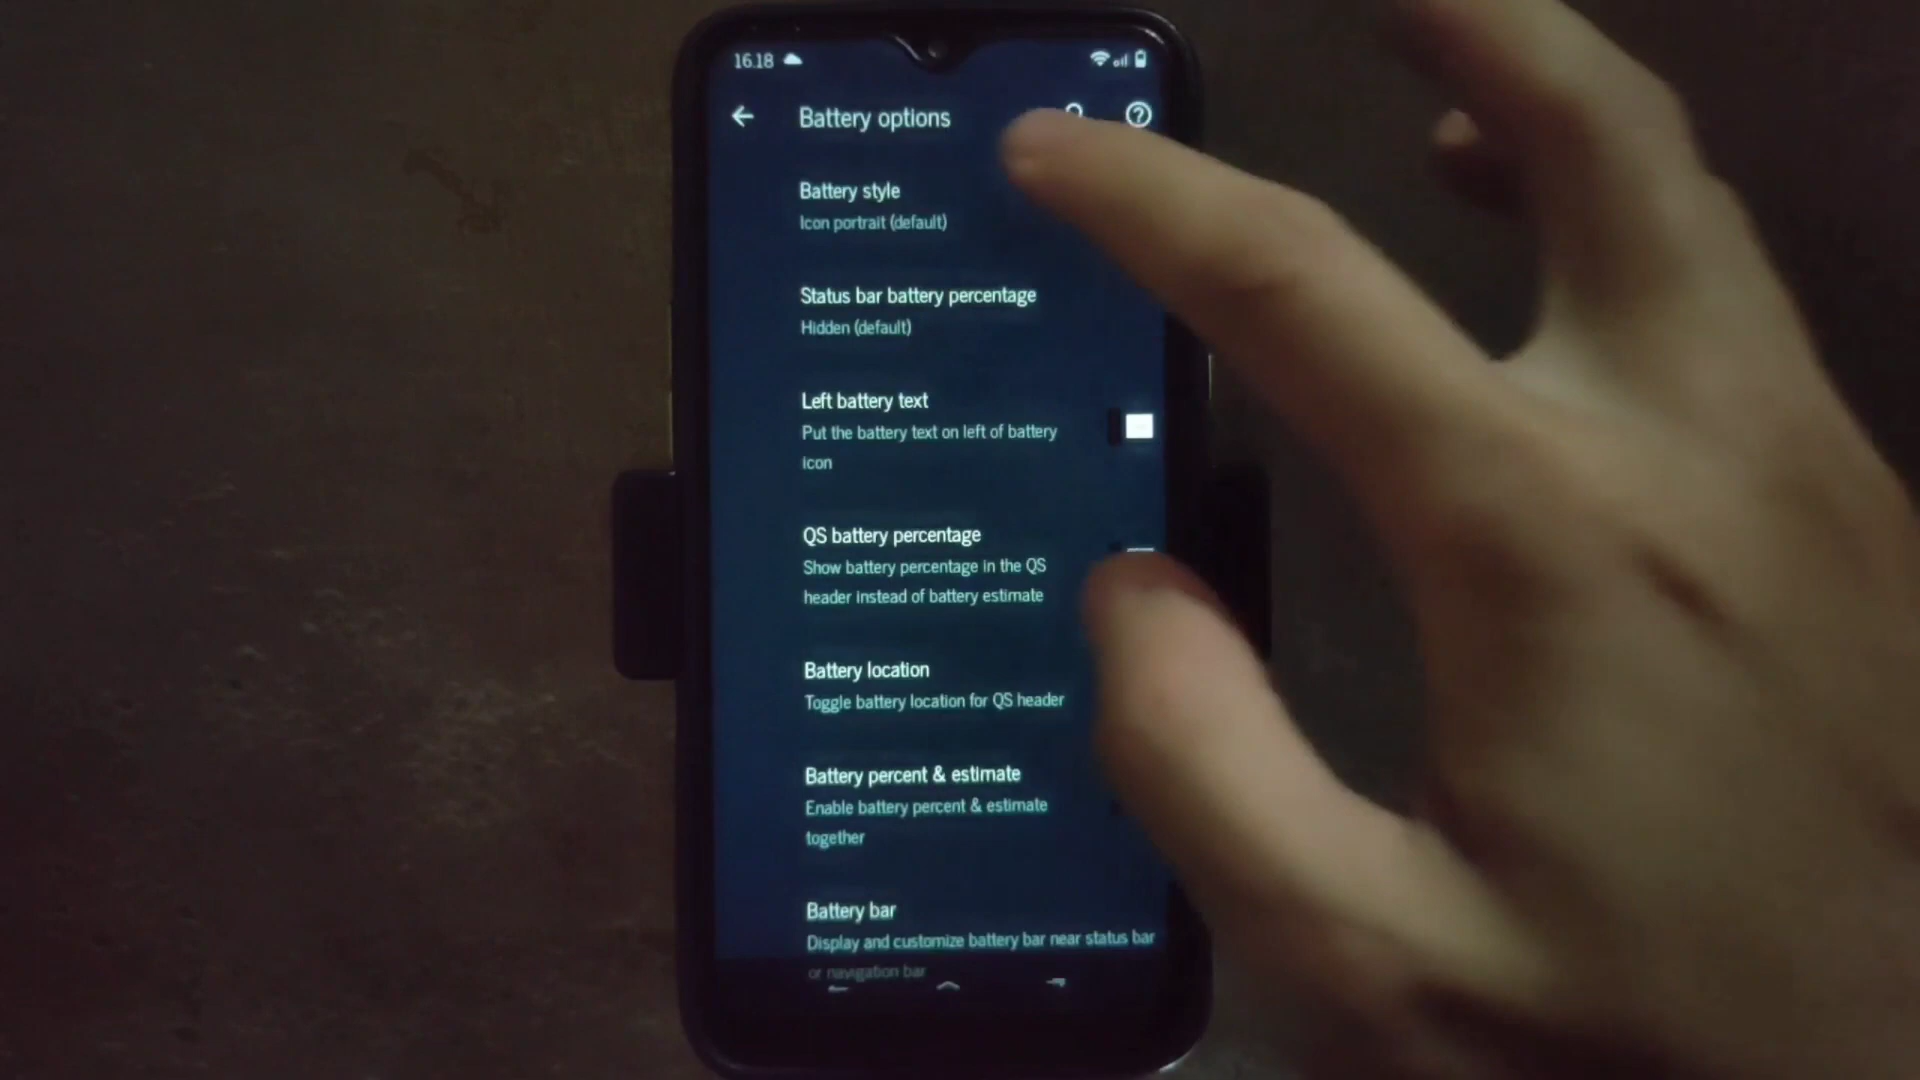 16.18
Battery options
Battery style
Icon portrait (default)
Status bar battery percentage
Hidden (default)
Left battery text
Put the battery text on left of battery
icon
QS battery percentage
Show battery percentage in the QS
header instead of battery estimate
Battery location
Toggle battery location for QS header
Battery percent & estimate
Enable battery percent & estimate
together
Battery bar
Display and customize battery bar near status bar
or navigation bar